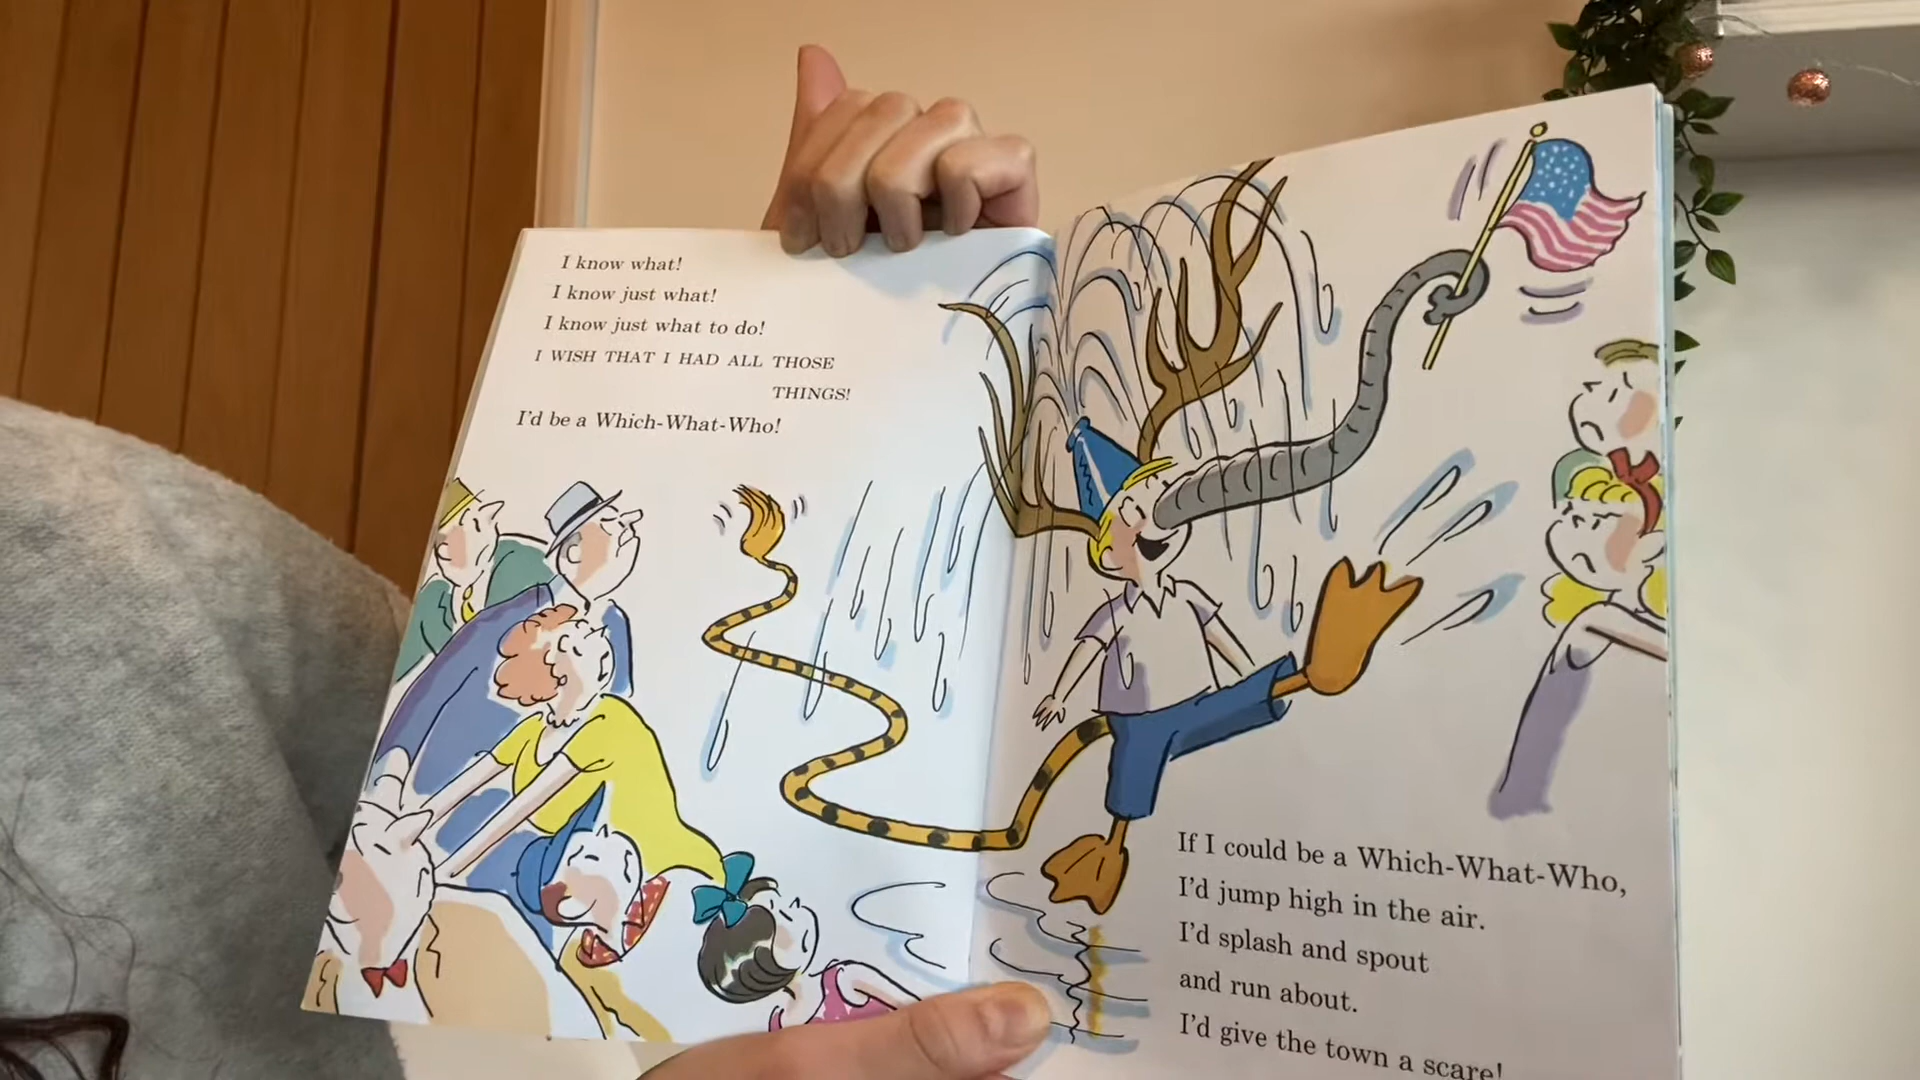 I know what!
I know just what!
I know just what to do!
I WISH THAT I HAD ALL THOSE
THINGS!
I'd be a Which-What-Who!
If I could be a Which-What-Who,
I'd jump high in the air.
I'd splash and spout
and run about.
I'd give the town a scare!